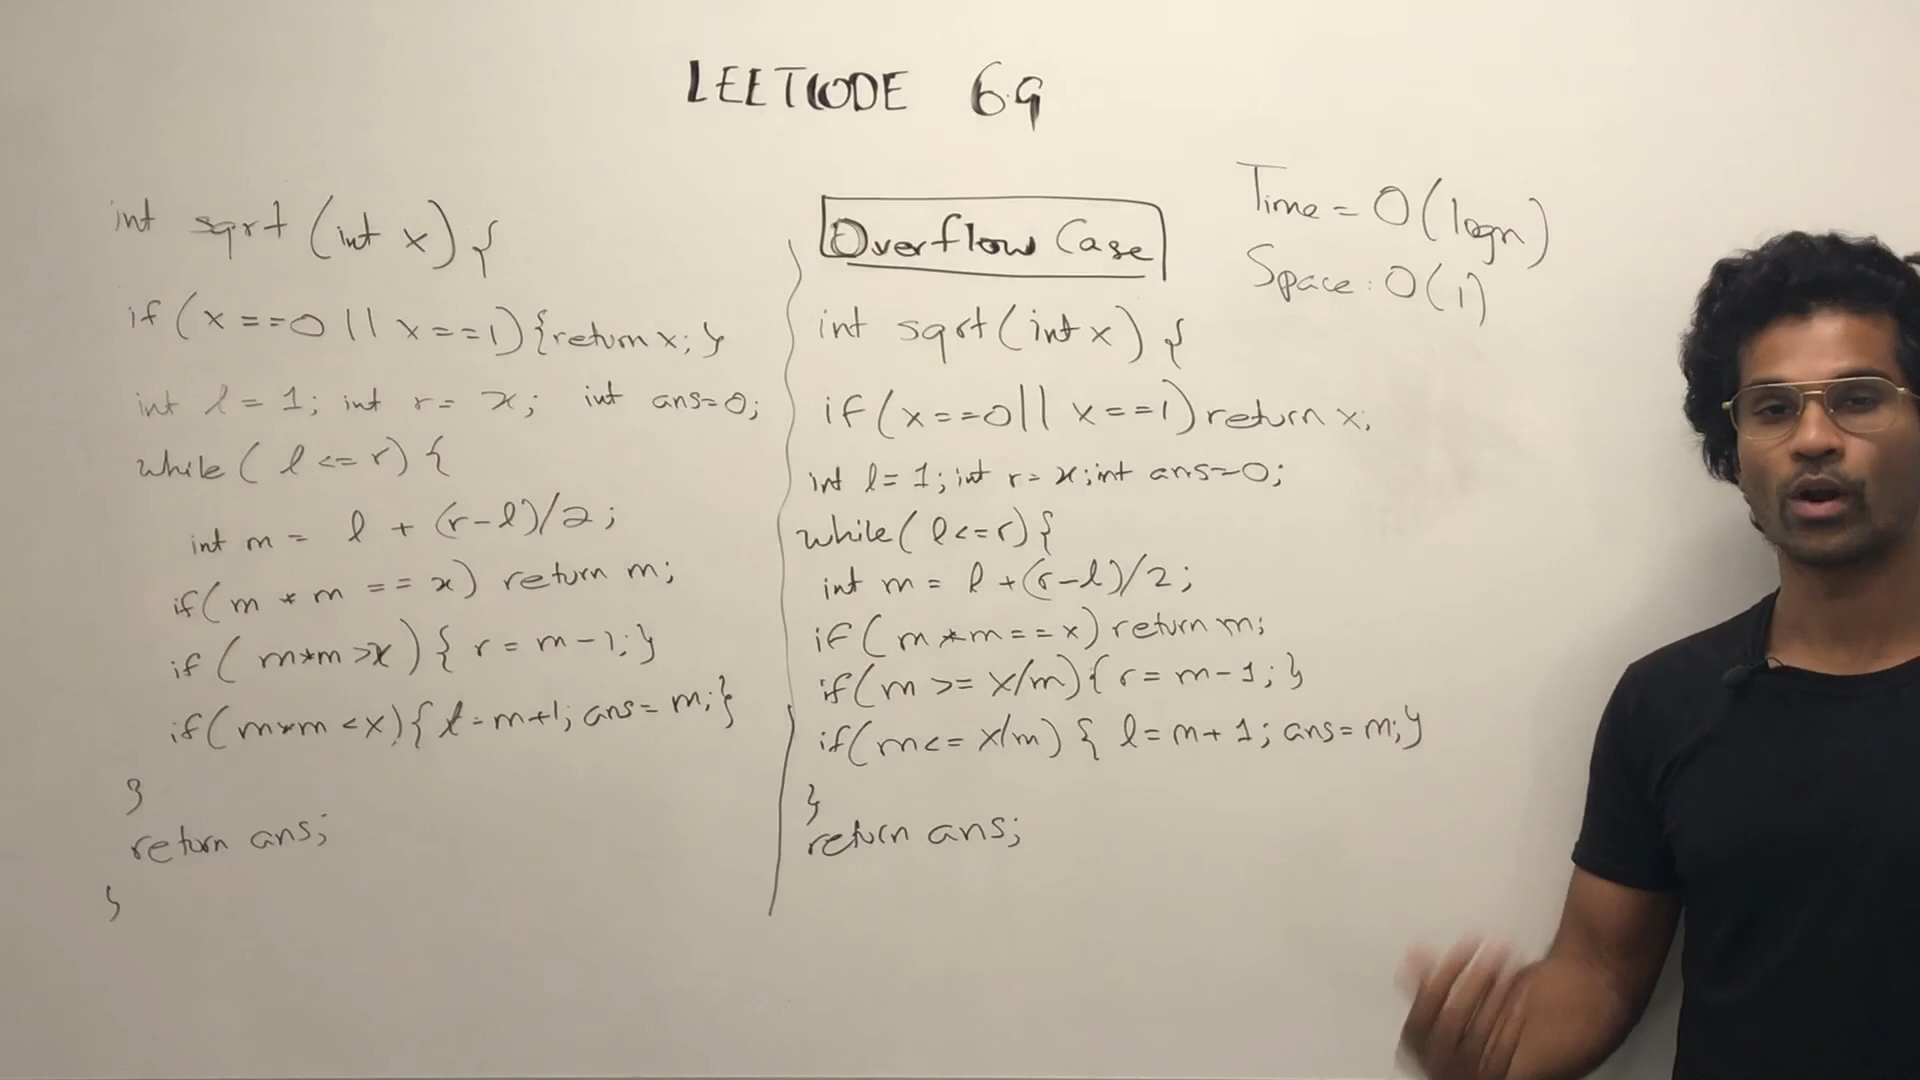 LEETCODE 69
int sqrt (int x) {
if (x ==0 || x ==1) {return x; }
int l = 1; int r= x; int ans=0;
while ( l <= r) {
int m = l + (r-l)/2;
if( m * m == x) return m;
if ( m*m >x) { r = m-1; }
if( m*m <x) { l=m+1; ans= m; }
}
return ans;
}
Overflow Case
int sqrt (int x) {
if (x==0|| x==1) return x;
int l= 1; int r= x; int ans=0;
while( l<=r) {
int m = l +(r-l)/2;
if( m*m==x) return m;
if(m >= x/m) { r= m-1; }
if(m<= x/m) { l=m+1; ans= m; }
}
return ans;
Time = O(logn)
Space: O(1)